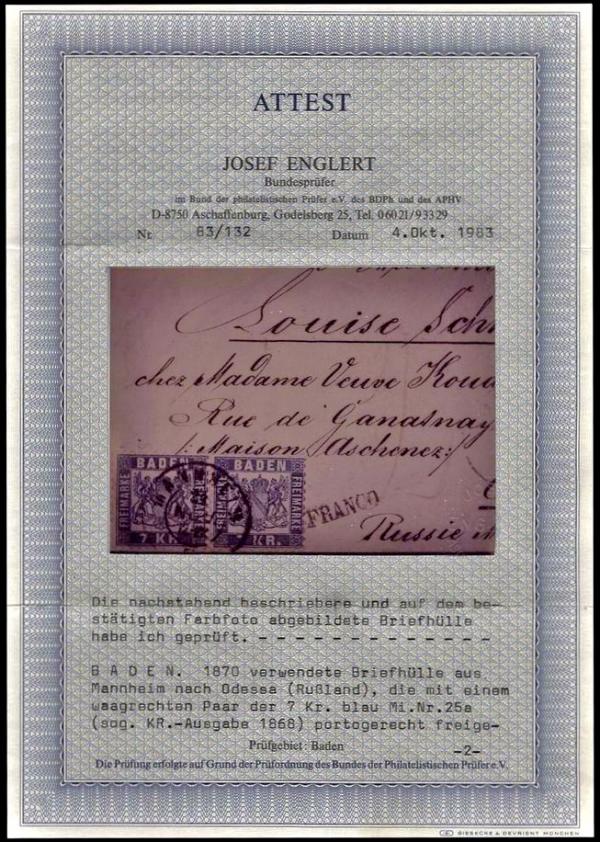 ATTEST
JOSEF ENGLERT
Bundesprüfer
im Bund der philatelistischen Prüfer e.V. des BDPh und des APHV
D-8750 Aschaffenburg, Godelsberg 25, Tel. 06021/93329
Nr. 83/132 Datum 4.Okt. 1983
Louise Sch
chez Madame Veuve
Rue de Ganatnay
/: Maison Aschenez:/
BADEN BADEN
FREIMARKE FREIMARKE
7 KR. KR.
FRANCO
Russie
Die nachstehend beschriebene und auf dem be-
stätigten Farbfoto abgebildete Briefhülle
habe ich geprüft. - - - - - - - - - - - - - -
B A D E N. 1870 verwendete Briefhülle aus
Mannheim nach Odessa (Rußland), die mit einem
waagrechten Paar der 7 Kr. blau Mi.Nr.25a
(sog. KR.-Ausgabe 1868) portogerecht freige-
Prüfgebiet: Baden -2-
Die Prüfung erfolgte auf Grund der Prüfordnung des Bundes der Philatelistischen Prüfer e.V.
GIESECKE & DEVRIENT MÜNCHEN